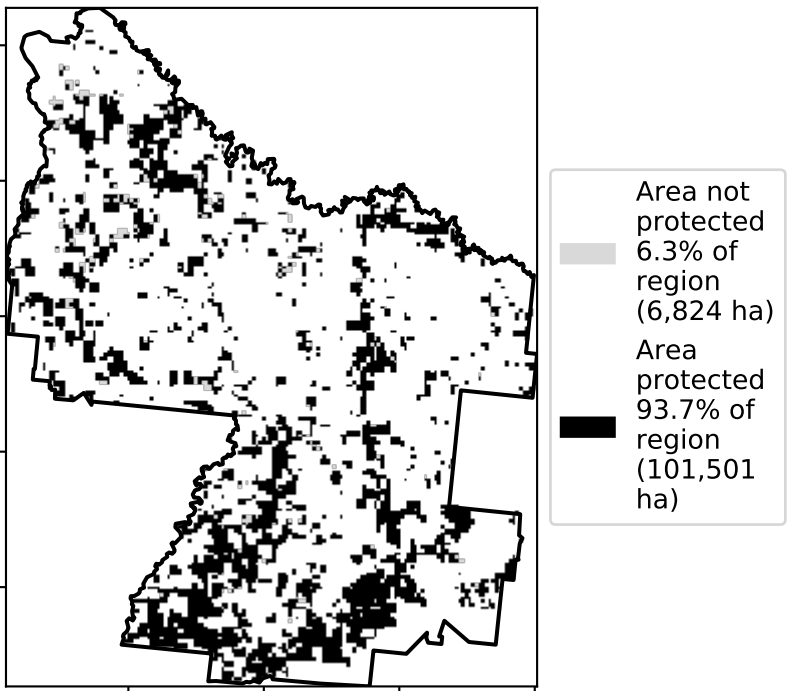 Area not
protected
6.3% of
region
(6,824 ha)
Area
protected
93.7% of
region
(101,501
ha)